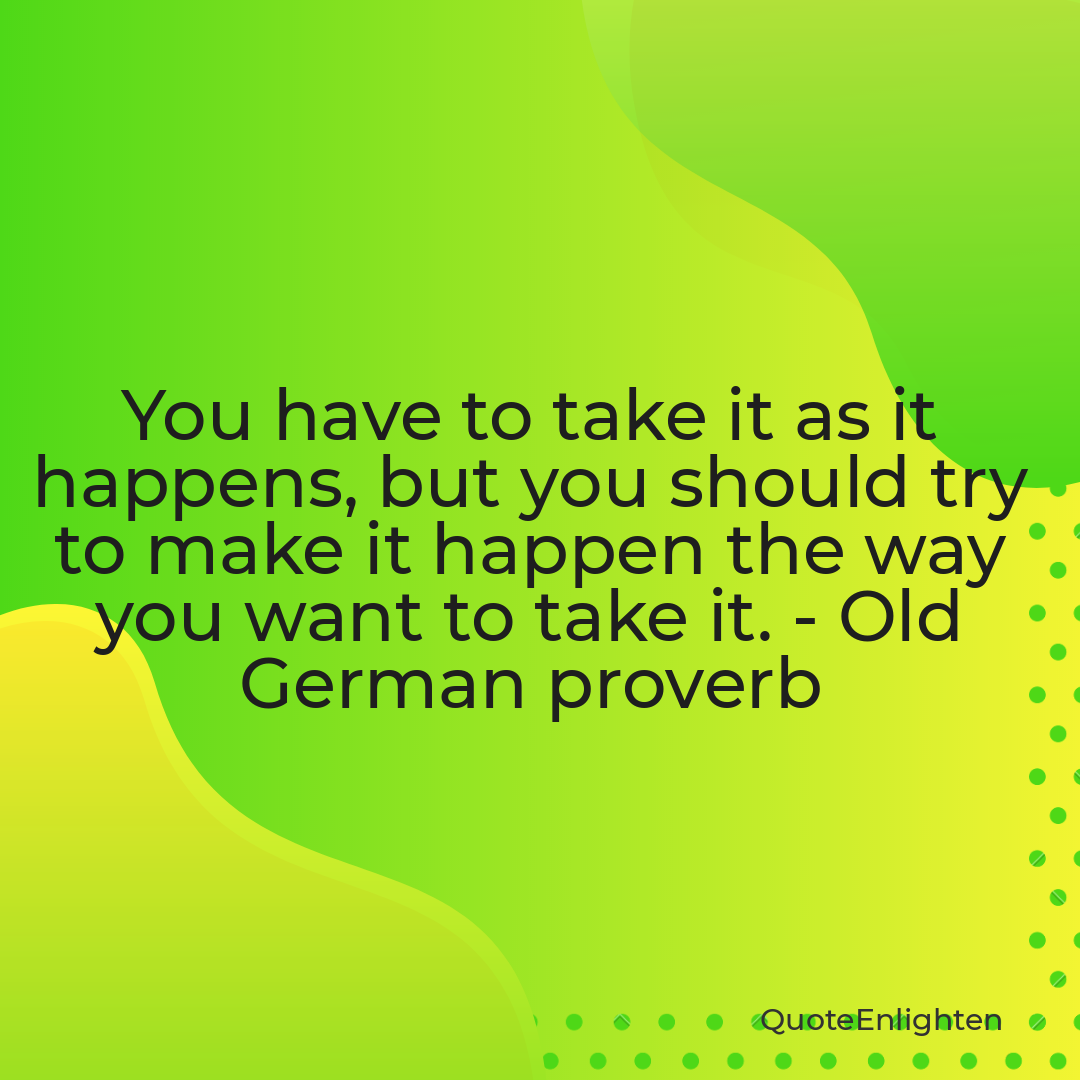 You have to take it as it
happens, but you should try
to make it happen the way
you want to take it. - Old
German proverb
QuoteEnlighten